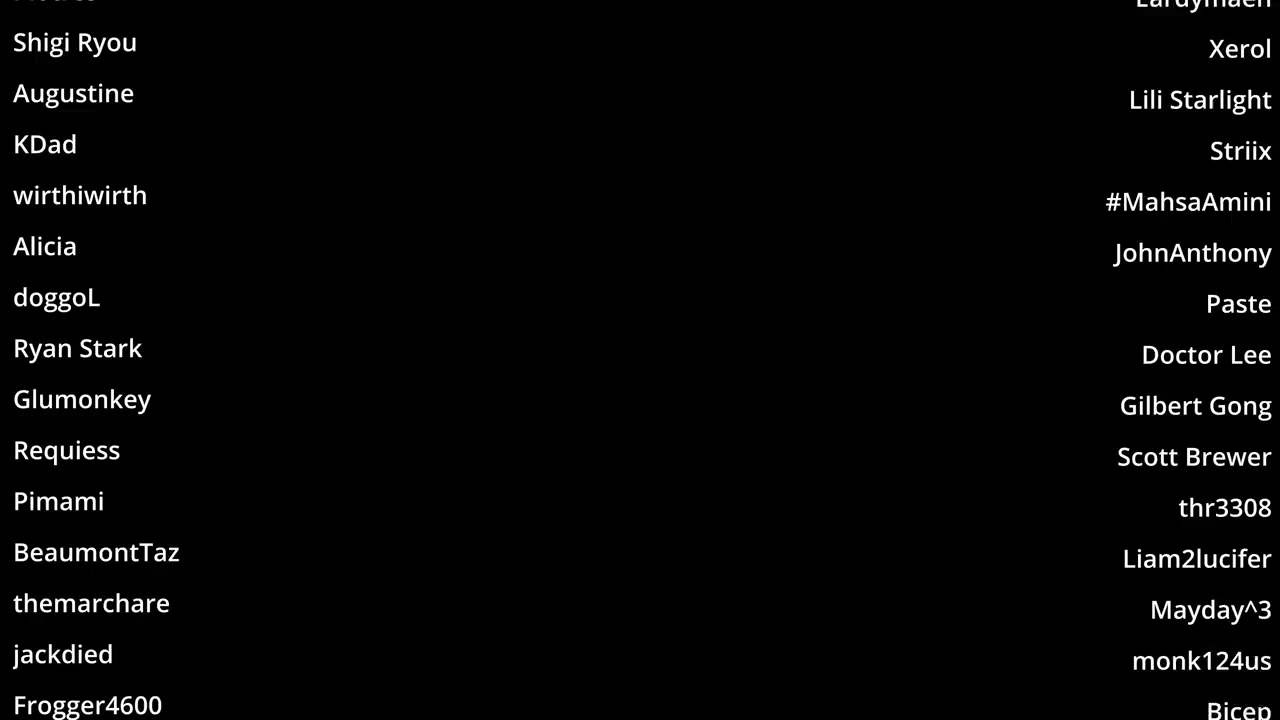 Shigi Ryou
Augustine
KDad
wirthiwirth
Alicia
doggoL
Ryan Stark
Glumonkey
Requiess
Pimami
BeaumontTaz
themarchare
jackdied
Frogger4600
Xerol
Lili Starlight
Striix
#MahsaAmini
JohnAnthony
Paste
Doctor Lee
Gilbert Gong
Scott Brewer
thr3308
Liam2lucifer
Mayday^3
monk124us
Bicep